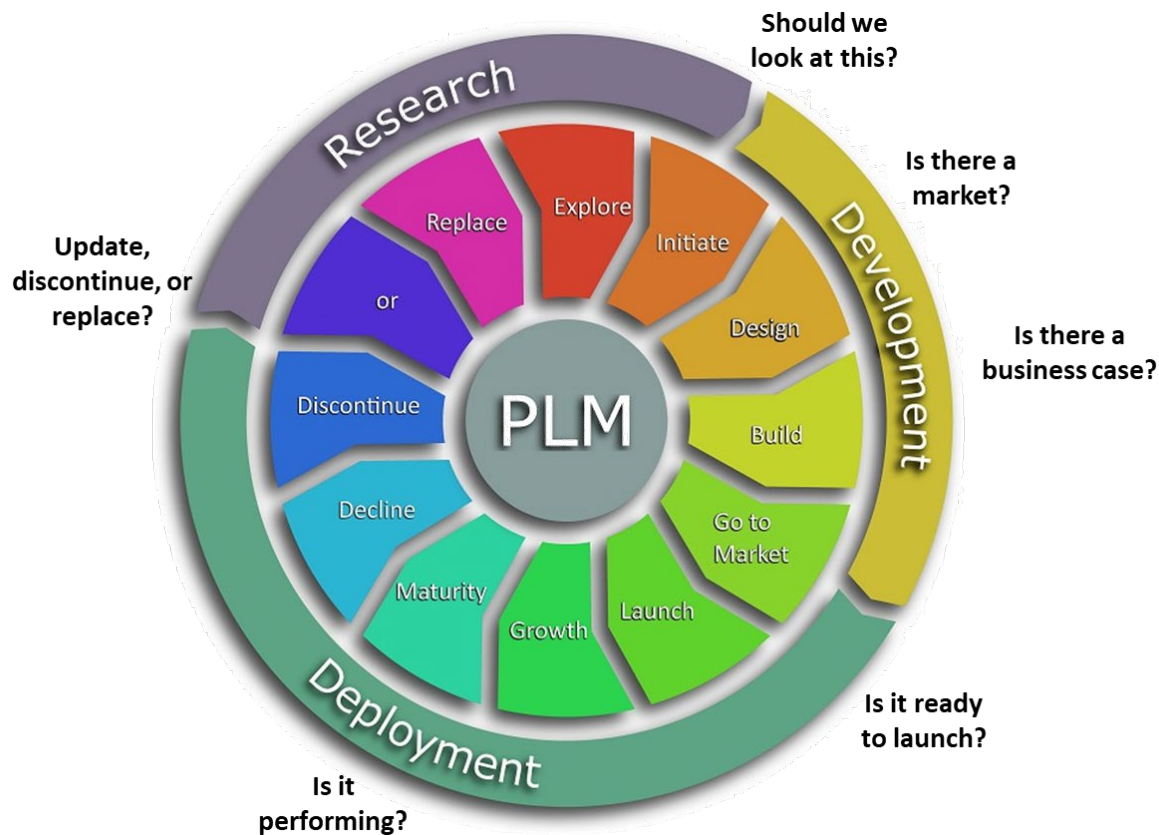 Should we
look at this?
Is there a
market?
Is there a
business case?
Is it ready
to launch?
Is it
performing?
Update,
discontinue, or
replace?
Research
Development
Deployment
Explore
Initiate
Design
Build
Go to
Market
Launch
Growth
Maturity
Decline
Discontinue
or
Replace
PLM